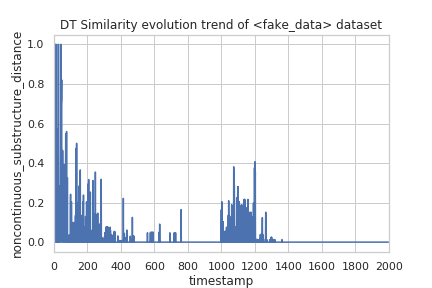 DT Similarity evolution trend of <fake_data> dataset
noncontinuous_substructure_distance
1.0
0.8
0.6
0.4
0.2
0.0
0 200 400 600 800 1000 1200 1400 1600 1800 2000
timestamp